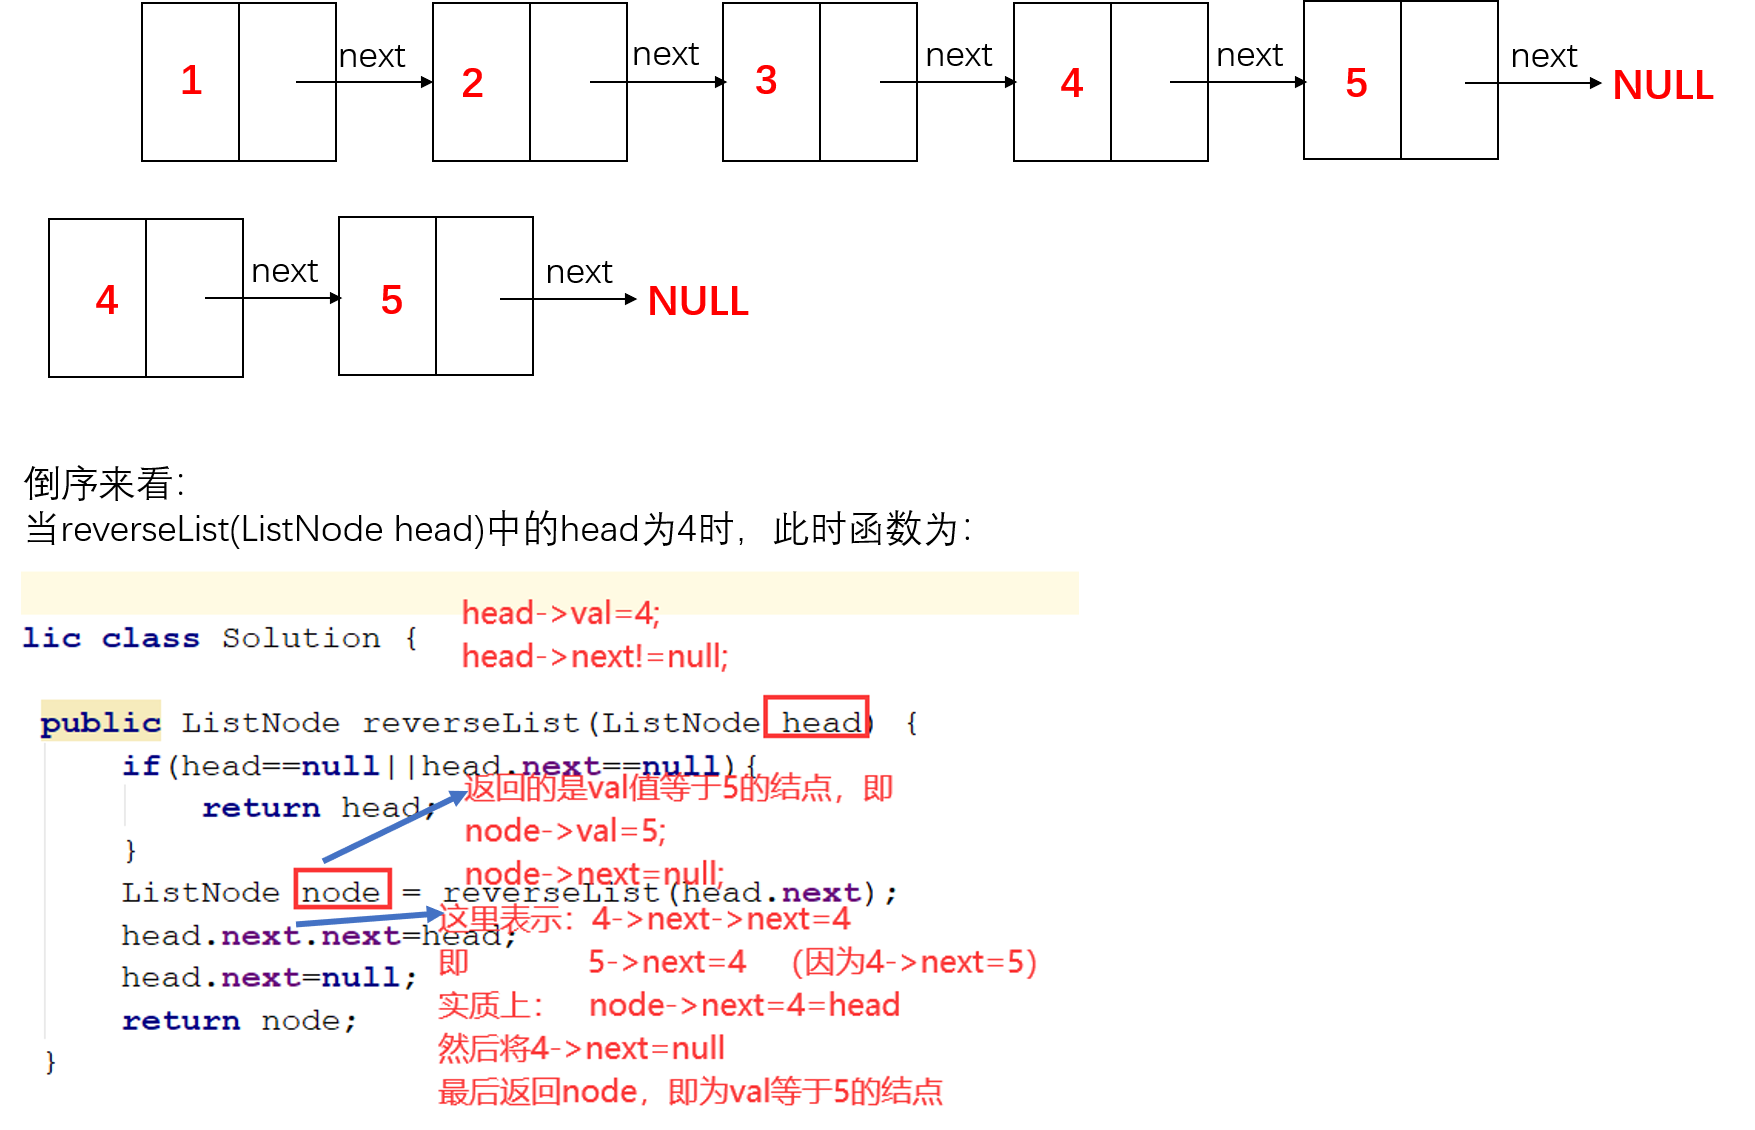 1 next 2 next 3 next 4 next 5 next NULL
4 next 5 next NULL
倒序来看：
当reverseList(ListNode head)中的head为4时，此时函数为：
head->val=4;
lic class Solution {
head->next!=null;
public ListNode reverseList(ListNode head) {
if(head==null||head.next==null){
返回的是val值等于5的结点，即
return head;
node->val=5;
}
node->next=null;
ListNode node = reverseList(head.next);
这里表示：4->next->next=4
head.next.next=head;
即 5->next=4 （因为4->next=5）
head.next=null;
实质上： node->next=4=head
return node;
然后将4->next=null
}
最后返回node，即为val等于5的结点